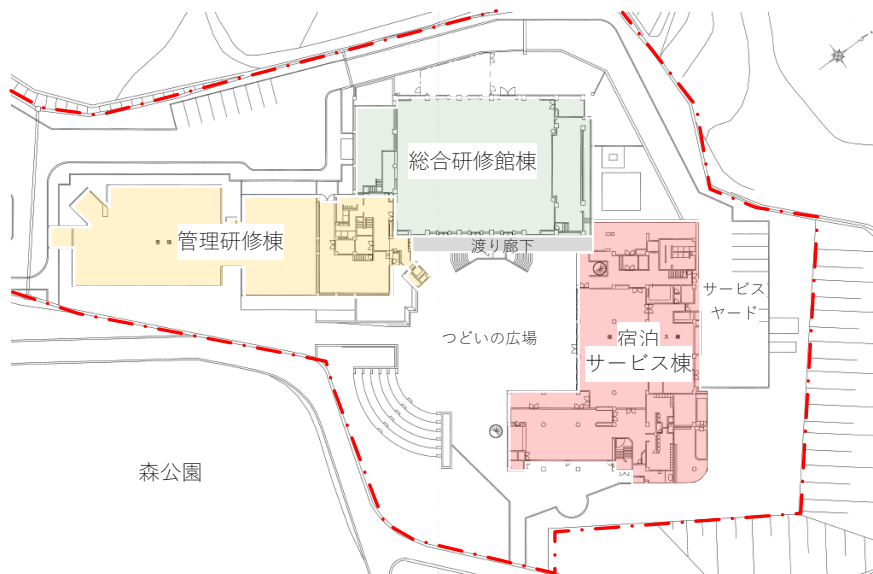 総合研修館棟
管理研修棟
渡り廊下
サービス
ヤード
つどいの広場
宿泊
サービス棟
森公園